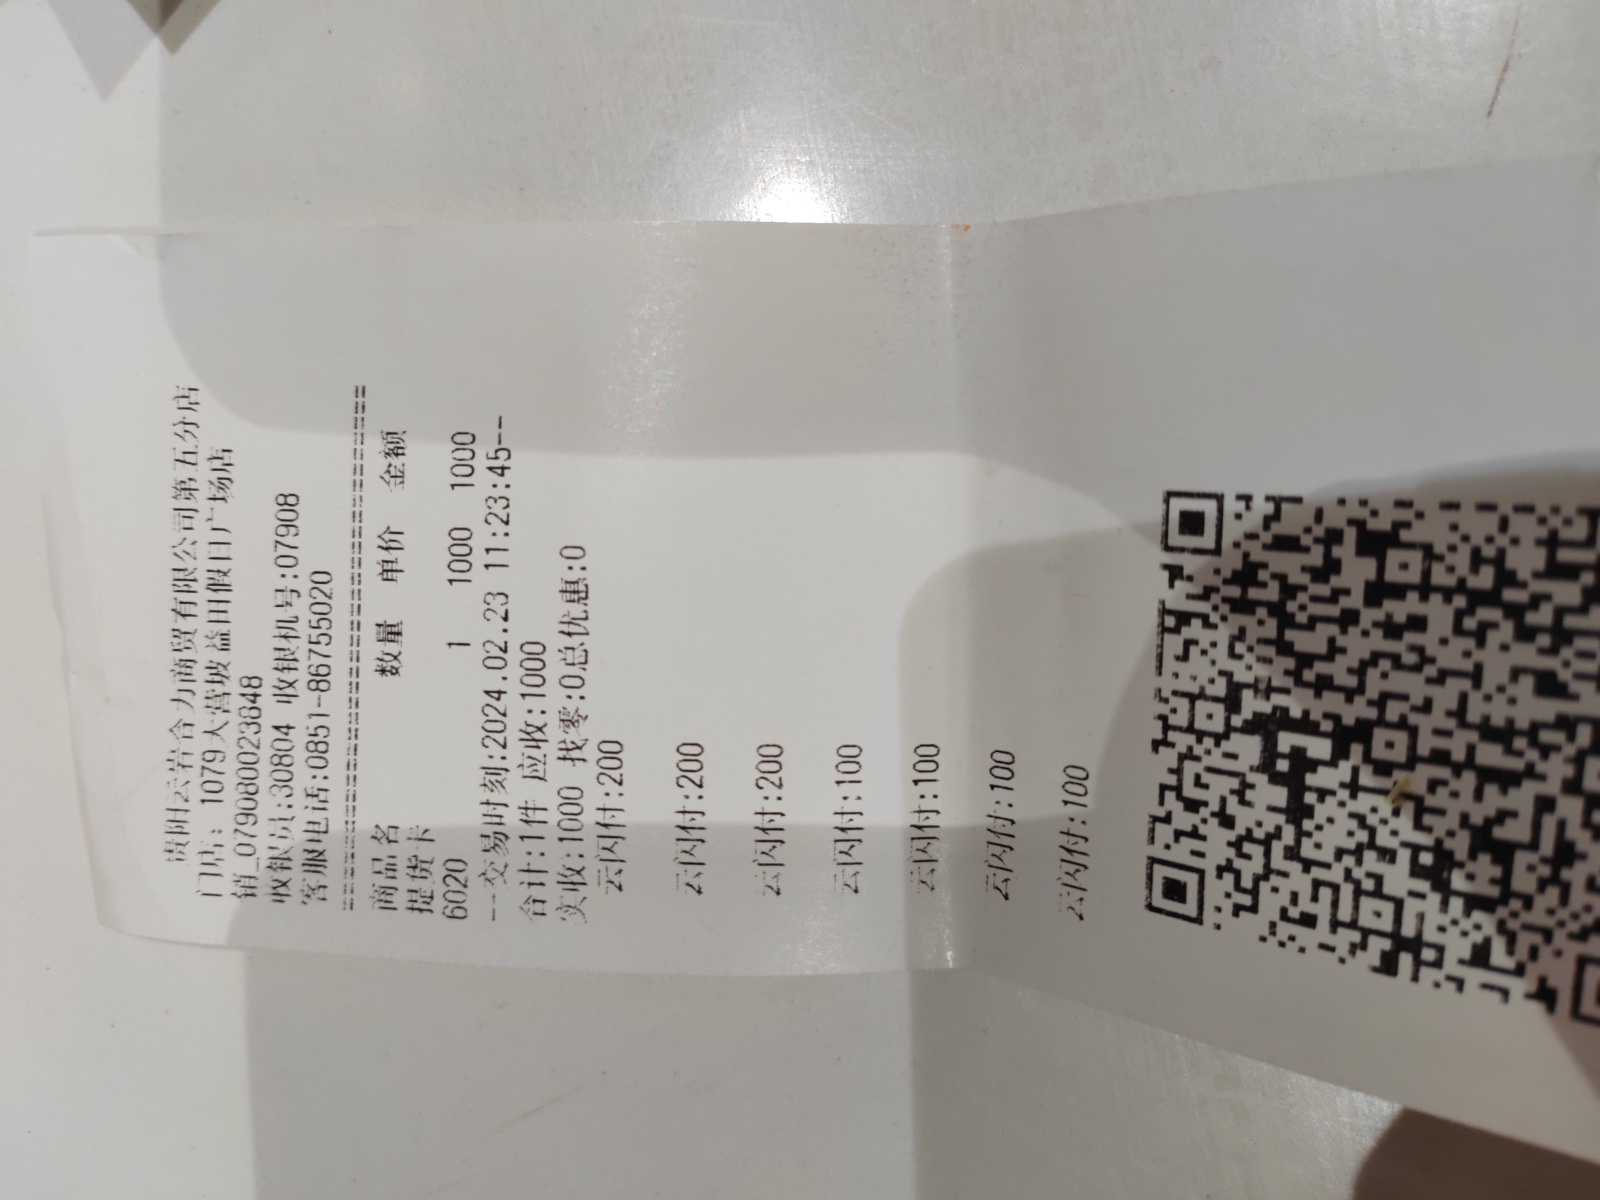 贵阳云岩合力商贸有限公司第五分店
门店: 1079大营坡益田假日广场店
销_0790800023848
收银员:30804 收银机号:07908
客服电话:0851-86755020
商品名 数量 单价 金额
提货卡
6020 1 1000 1000
--交易时刻:2024.02.23 11:23:45--
合计:1件 应收:1000
实收:1000 找零:0总优惠:0
云闪付:200
云闪付:200
云闪付:200
云闪付:100
云闪付:100
云闪付:100
云闪付:100